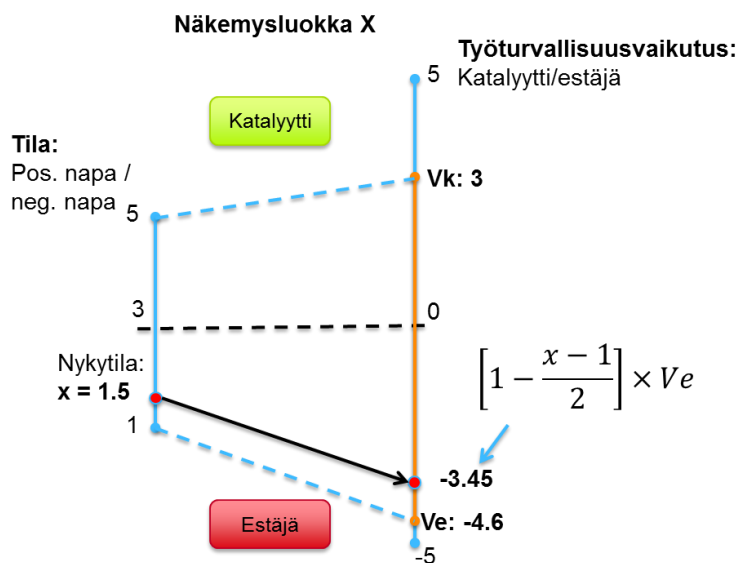 Näkemysluokka X
Työturvallisuusvaikutus:
Katalyytti/estäjä
5
Katalyytti
Tila:
Pos. napa /
neg. napa
5
Vk: 3
3
0
Nykytila:
x = 1.5
1
[1 − (x − 1)/2] × Ve
-3.45
Estäjä
Ve: -4.6
-5